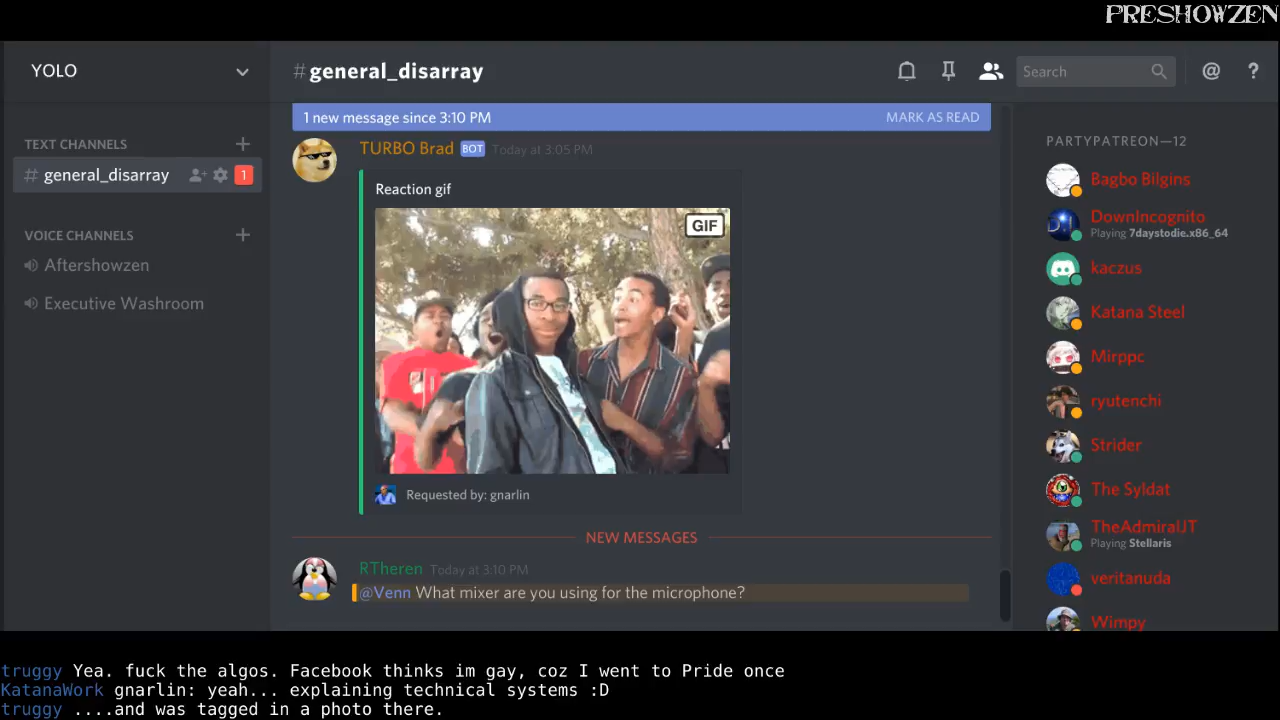 PRESHOWZEN
YOLO
# general_disarray
Search
@
?
1 new message since 3:10 PM
MARK AS READ
TEXT CHANNELS
# general_disarray
1
VOICE CHANNELS
Aftershowzen
Executive Washroom
TURBO Brad BOT Today at 3:05 PM
Reaction gif
GIF
Requested by: gnarlin
NEW MESSAGES
RTheren Today at 3:10 PM
@Venn What mixer are you using for the microphone?
PARTYPATREON—12
Bagbo Bilgins
DownIncognito
Playing 7daystodie.x86_64
kaczus
Katana Steel
Mirppc
ryutenchi
Strider
The Syldat
TheAdmiralJT
Playing Stellaris
veritanuda
Wimpy
truggy Yea. fuck the algos. Facebook thinks im gay, coz I went to Pride once
KatanaWork gnarlin: yeah... explaining technical systems :D
truggy ....and was tagged in a photo there.